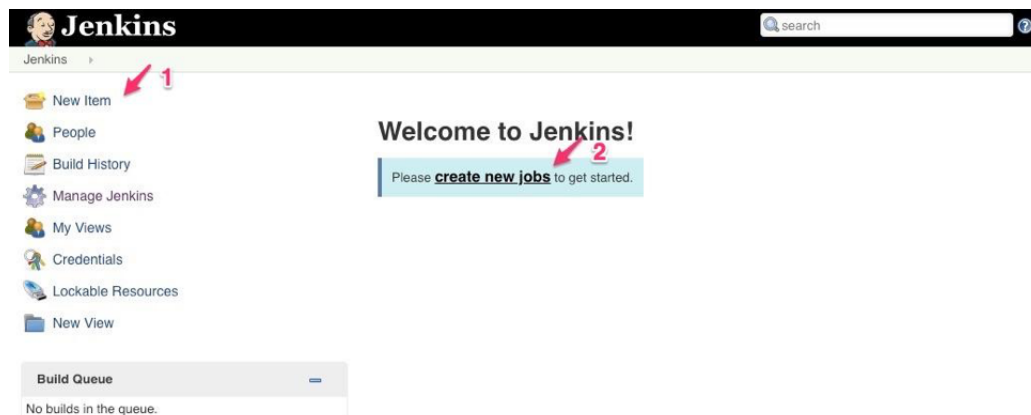 Jenkins
search
Jenkins
1
New Item
People
Build History
Manage Jenkins
My Views
Credentials
Lockable Resources
New View
Welcome to Jenkins!
2
Please create new jobs to get started.
Build Queue
No builds in the queue.